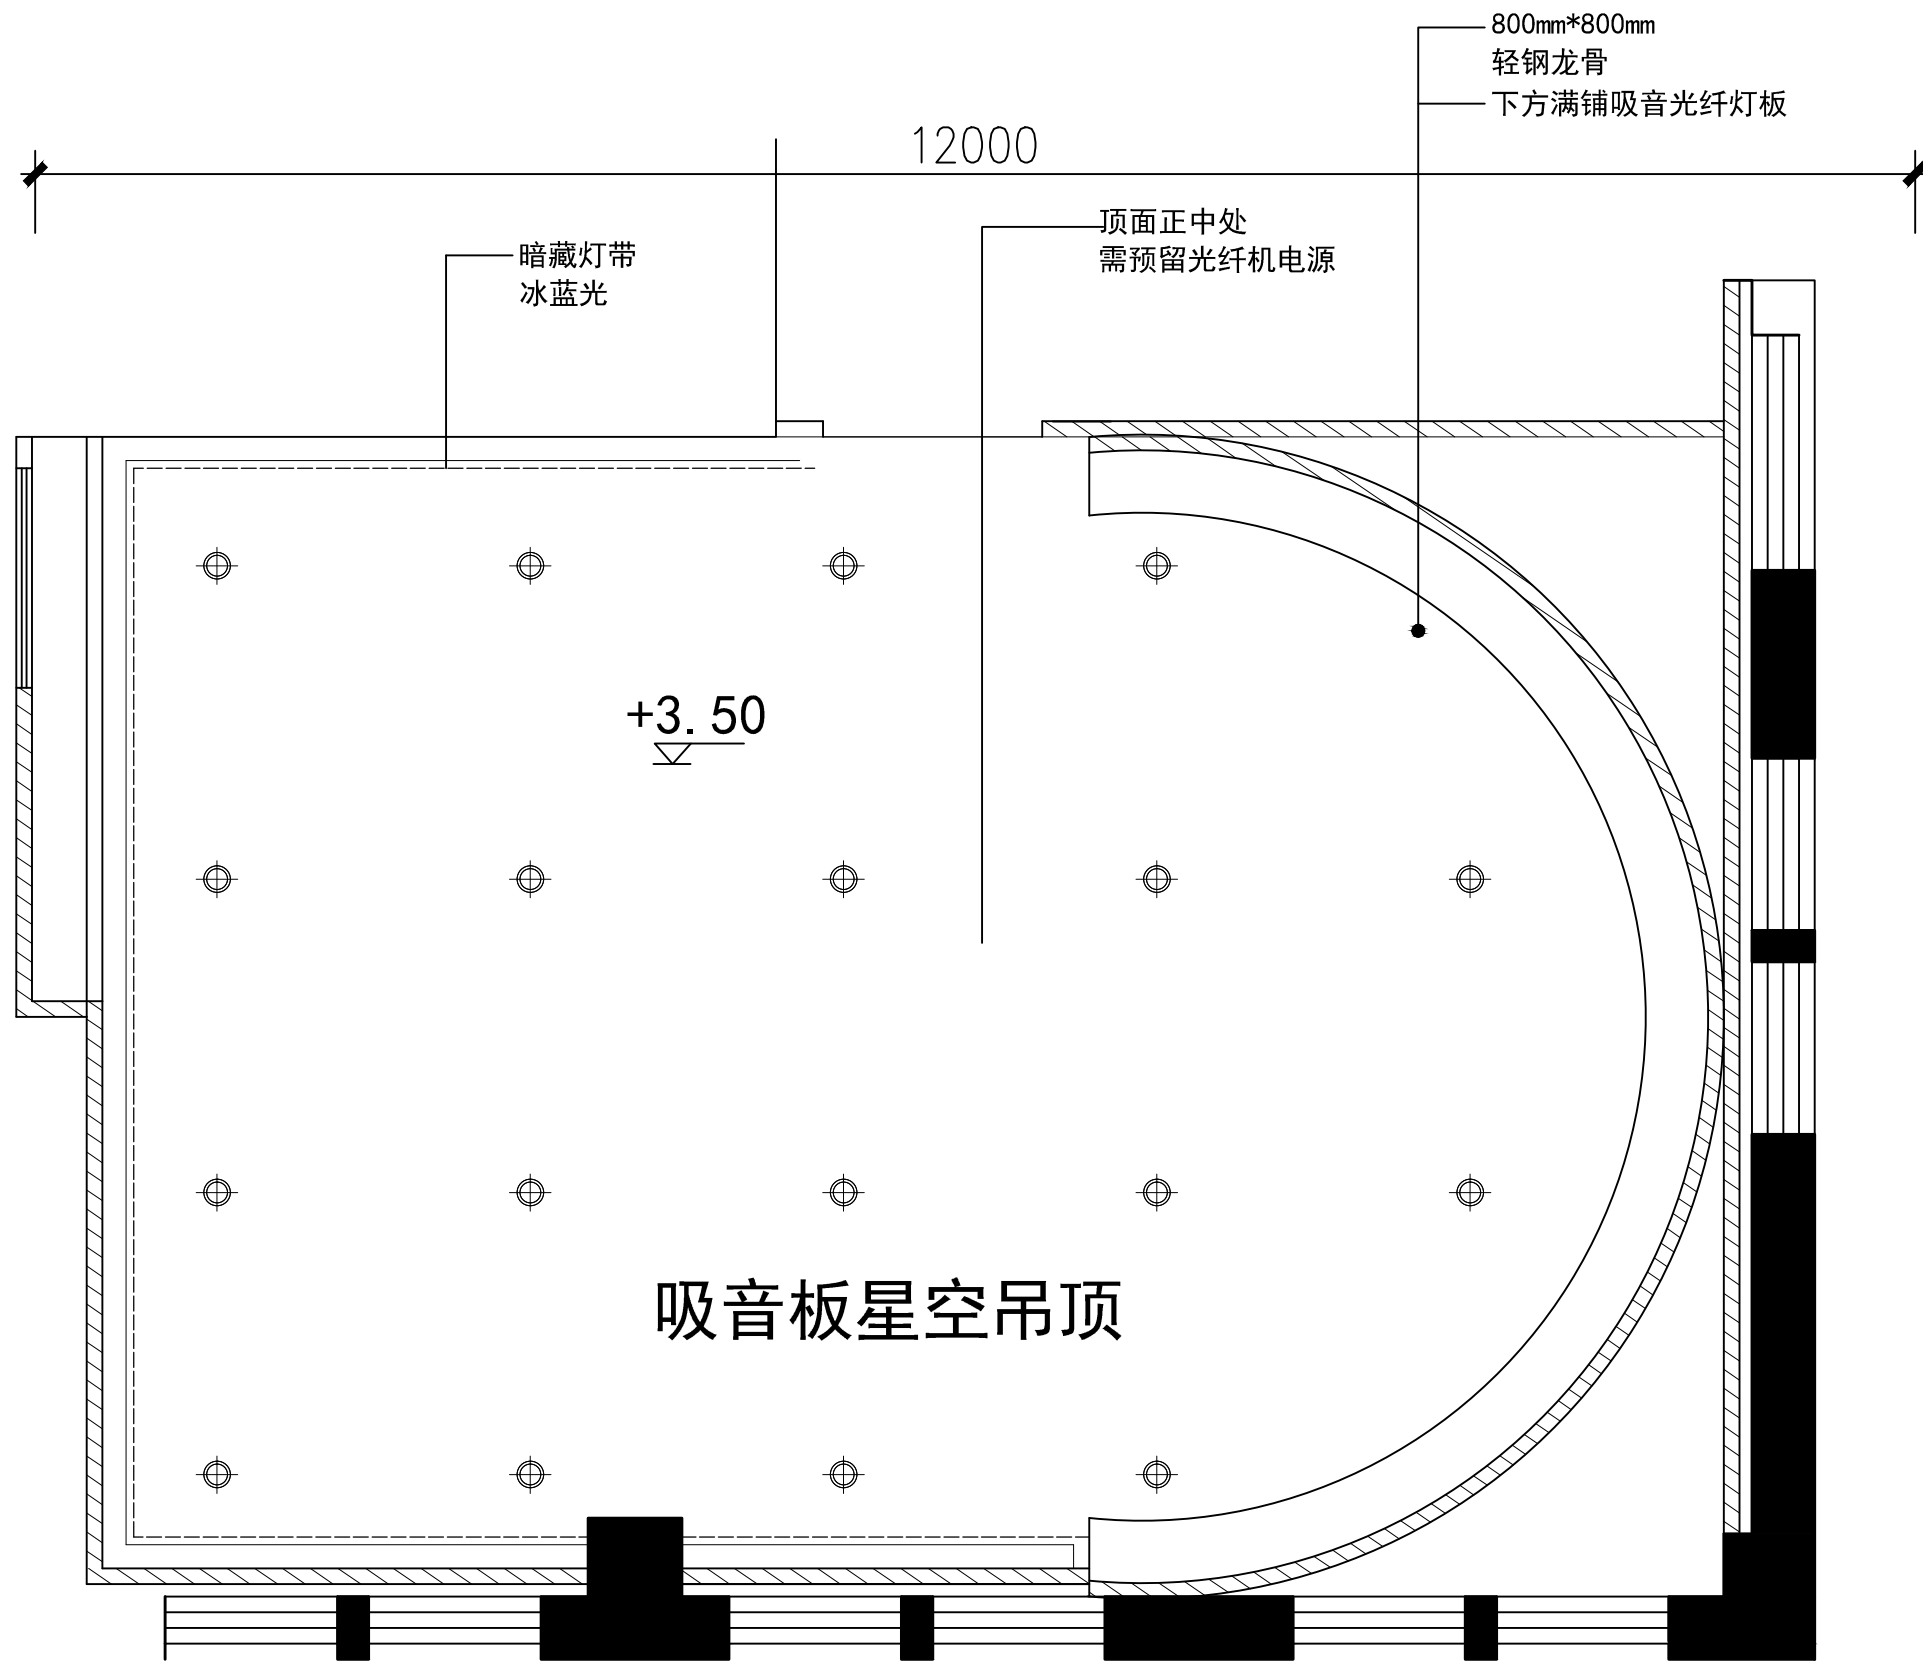 800mm*800mm
轻钢龙骨
下方满铺吸音光纤灯板
12000
顶面正中处
需预留光纤机电源
暗藏灯带
冰蓝光
+3.50
吸音板星空吊顶